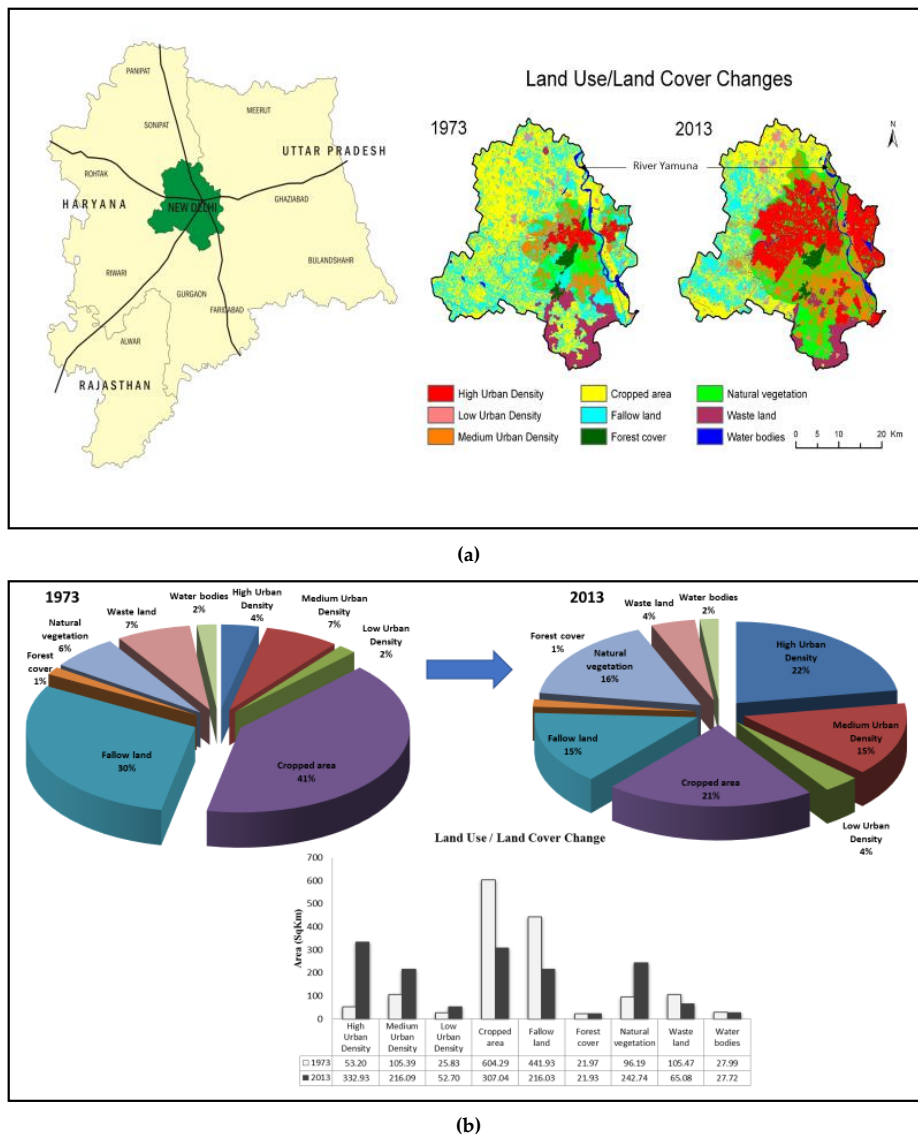 PANIPAT
MEERUT
SONIPAT
UTTAR PRADESH
ROHTAK
HARYANA
NEW DELHI
GHAZIABAD
BULANDSHAHR
RIWARI
GURGAON
FARIDABAD
ALWAR
RAJASTHAN
Land Use/Land Cover Changes
1973
2013
N
River Yamuna
High Urban Density
Cropped area
Natural vegetation
Low Urban Density
Fallow land
Waste land
Medium Urban Density
Forest cover
Water bodies
0 5 10 20 Km
(a)
1973
Water bodies
2%
High Urban
Density
4%
Medium Urban
Density
7%
Low Urban
Density
2%
Cropped area
41%
Fallow land
30%
Forest
cover
1%
Natural
vegetation
6%
Waste land
7%
2013
Water bodies
2%
High Urban
Density
22%
Medium Urban
Density
15%
Low Urban
Density
4%
Cropped area
21%
Fallow land
15%
Forest cover
1%
Natural
vegetation
16%
Waste land
4%
Land Use / Land Cover Change
Area (SqKm)
700
600
500
400
300
200
100
0
High Urban Density
Medium Urban Density
Low Urban Density
Cropped area
Fallow land
Forest cover
Natural vegetation
Waste land
Water bodies
1973 53.20 105.39 25.83 604.29 441.93 21.97 96.19 105.47 27.99
2013 332.93 216.09 52.70 307.04 216.03 21.93 242.74 65.08 27.72
(b)